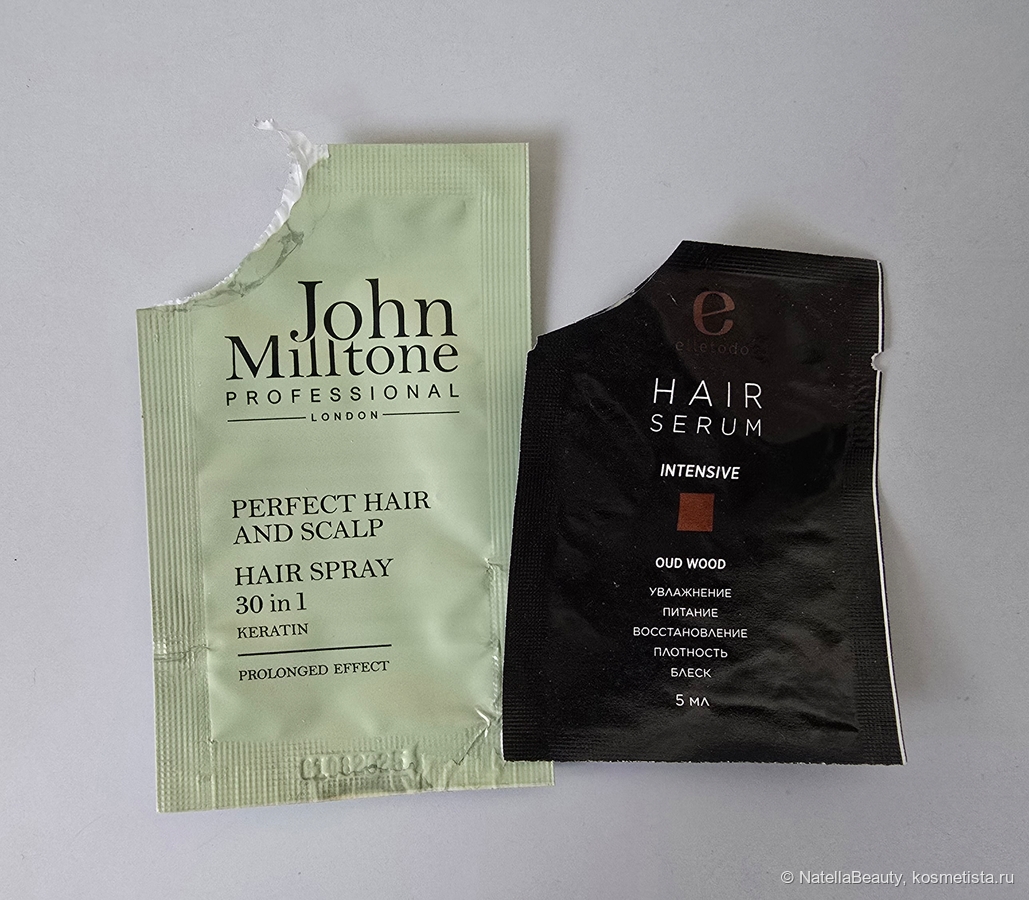 John
Milltone
PROFESSIONAL
LONDON
PERFECT HAIR
AND SCALP
HAIR SPRAY
30 in 1
KERATIN
PROLONGED EFFECT
e
elletodo
HAIR
SERUM
INTENSIVE
OUD WOOD
УВЛАЖНЕНИЕ
ПИТАНИЕ
ВОССТАНОВЛЕНИЕ
ПЛОТНОСТЬ
БЛЕСК
5 МЛ
© NatellaBeauty, kosmetista.ru